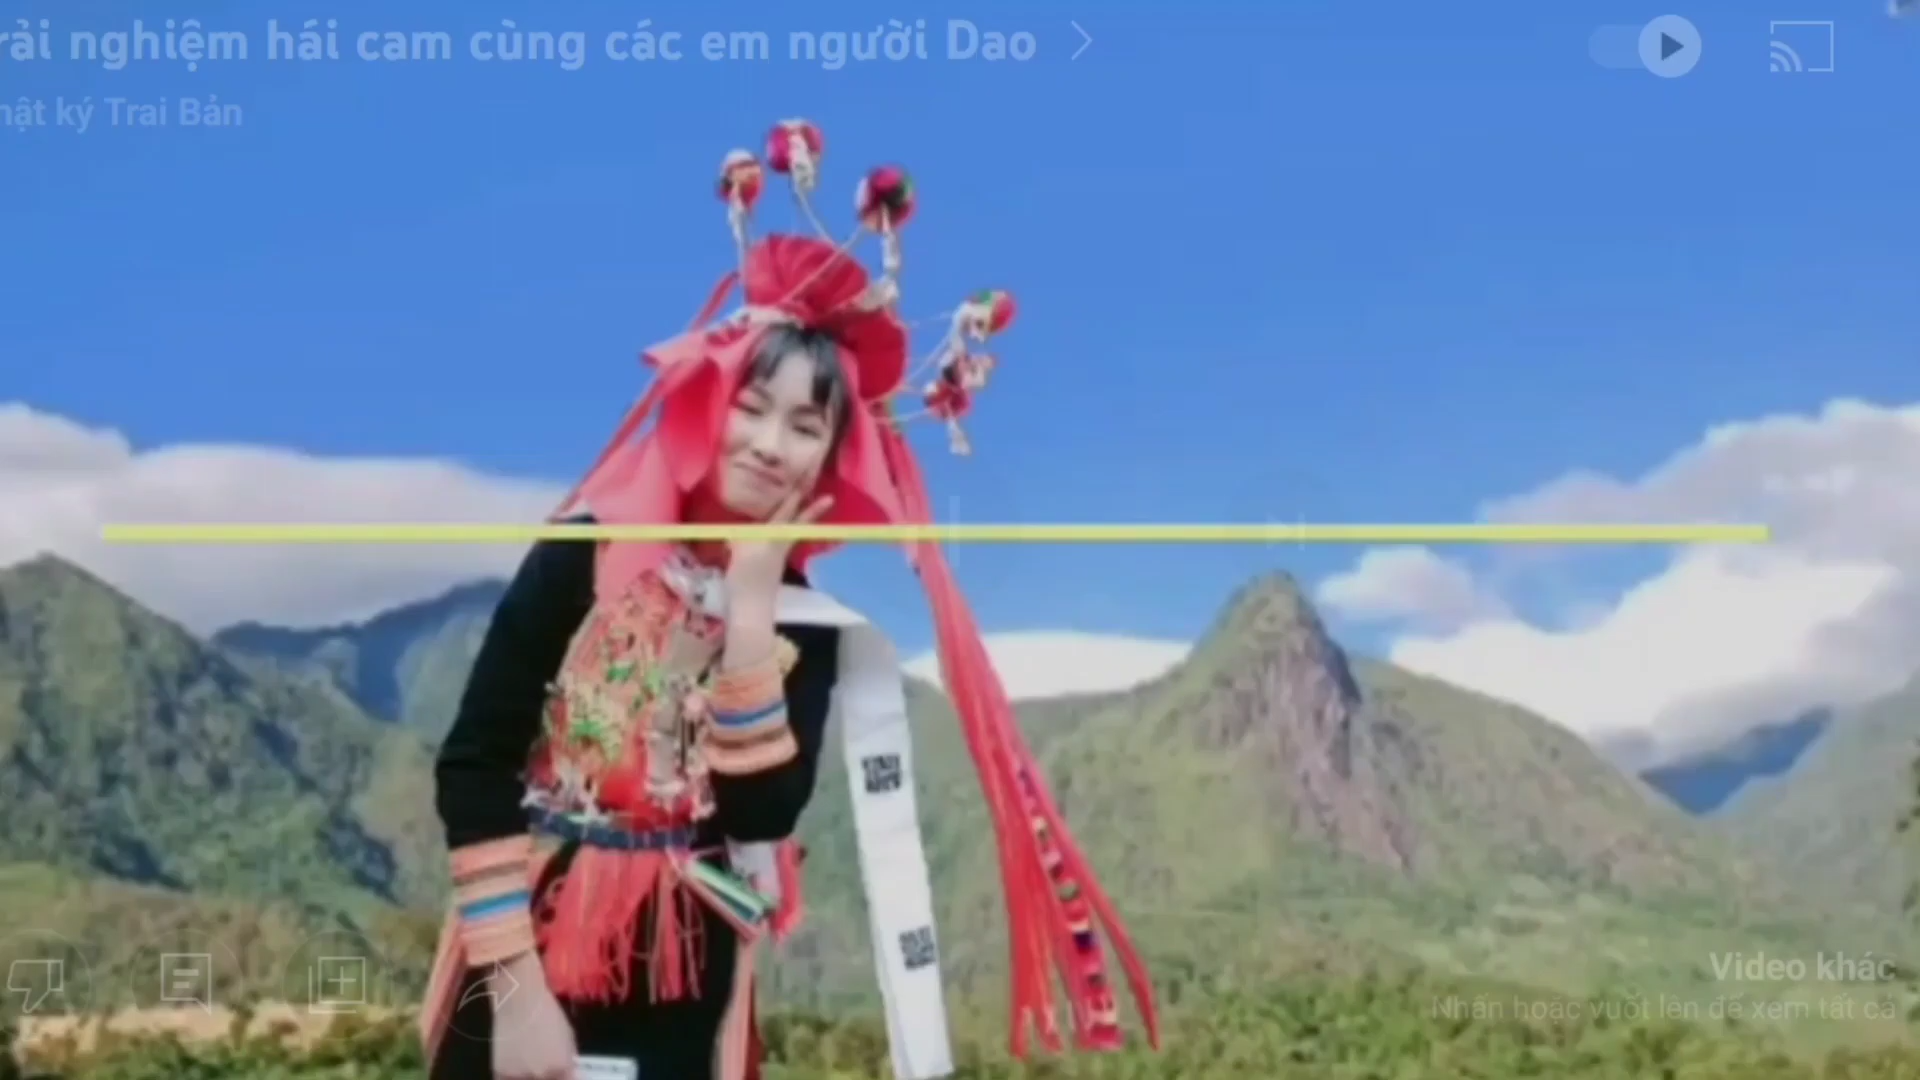 rải nghiệm hái cam cùng các em người Dao
hật ký Trai Bản
Video khác
Nhấn hoặc vuốt lên để xem tất cả